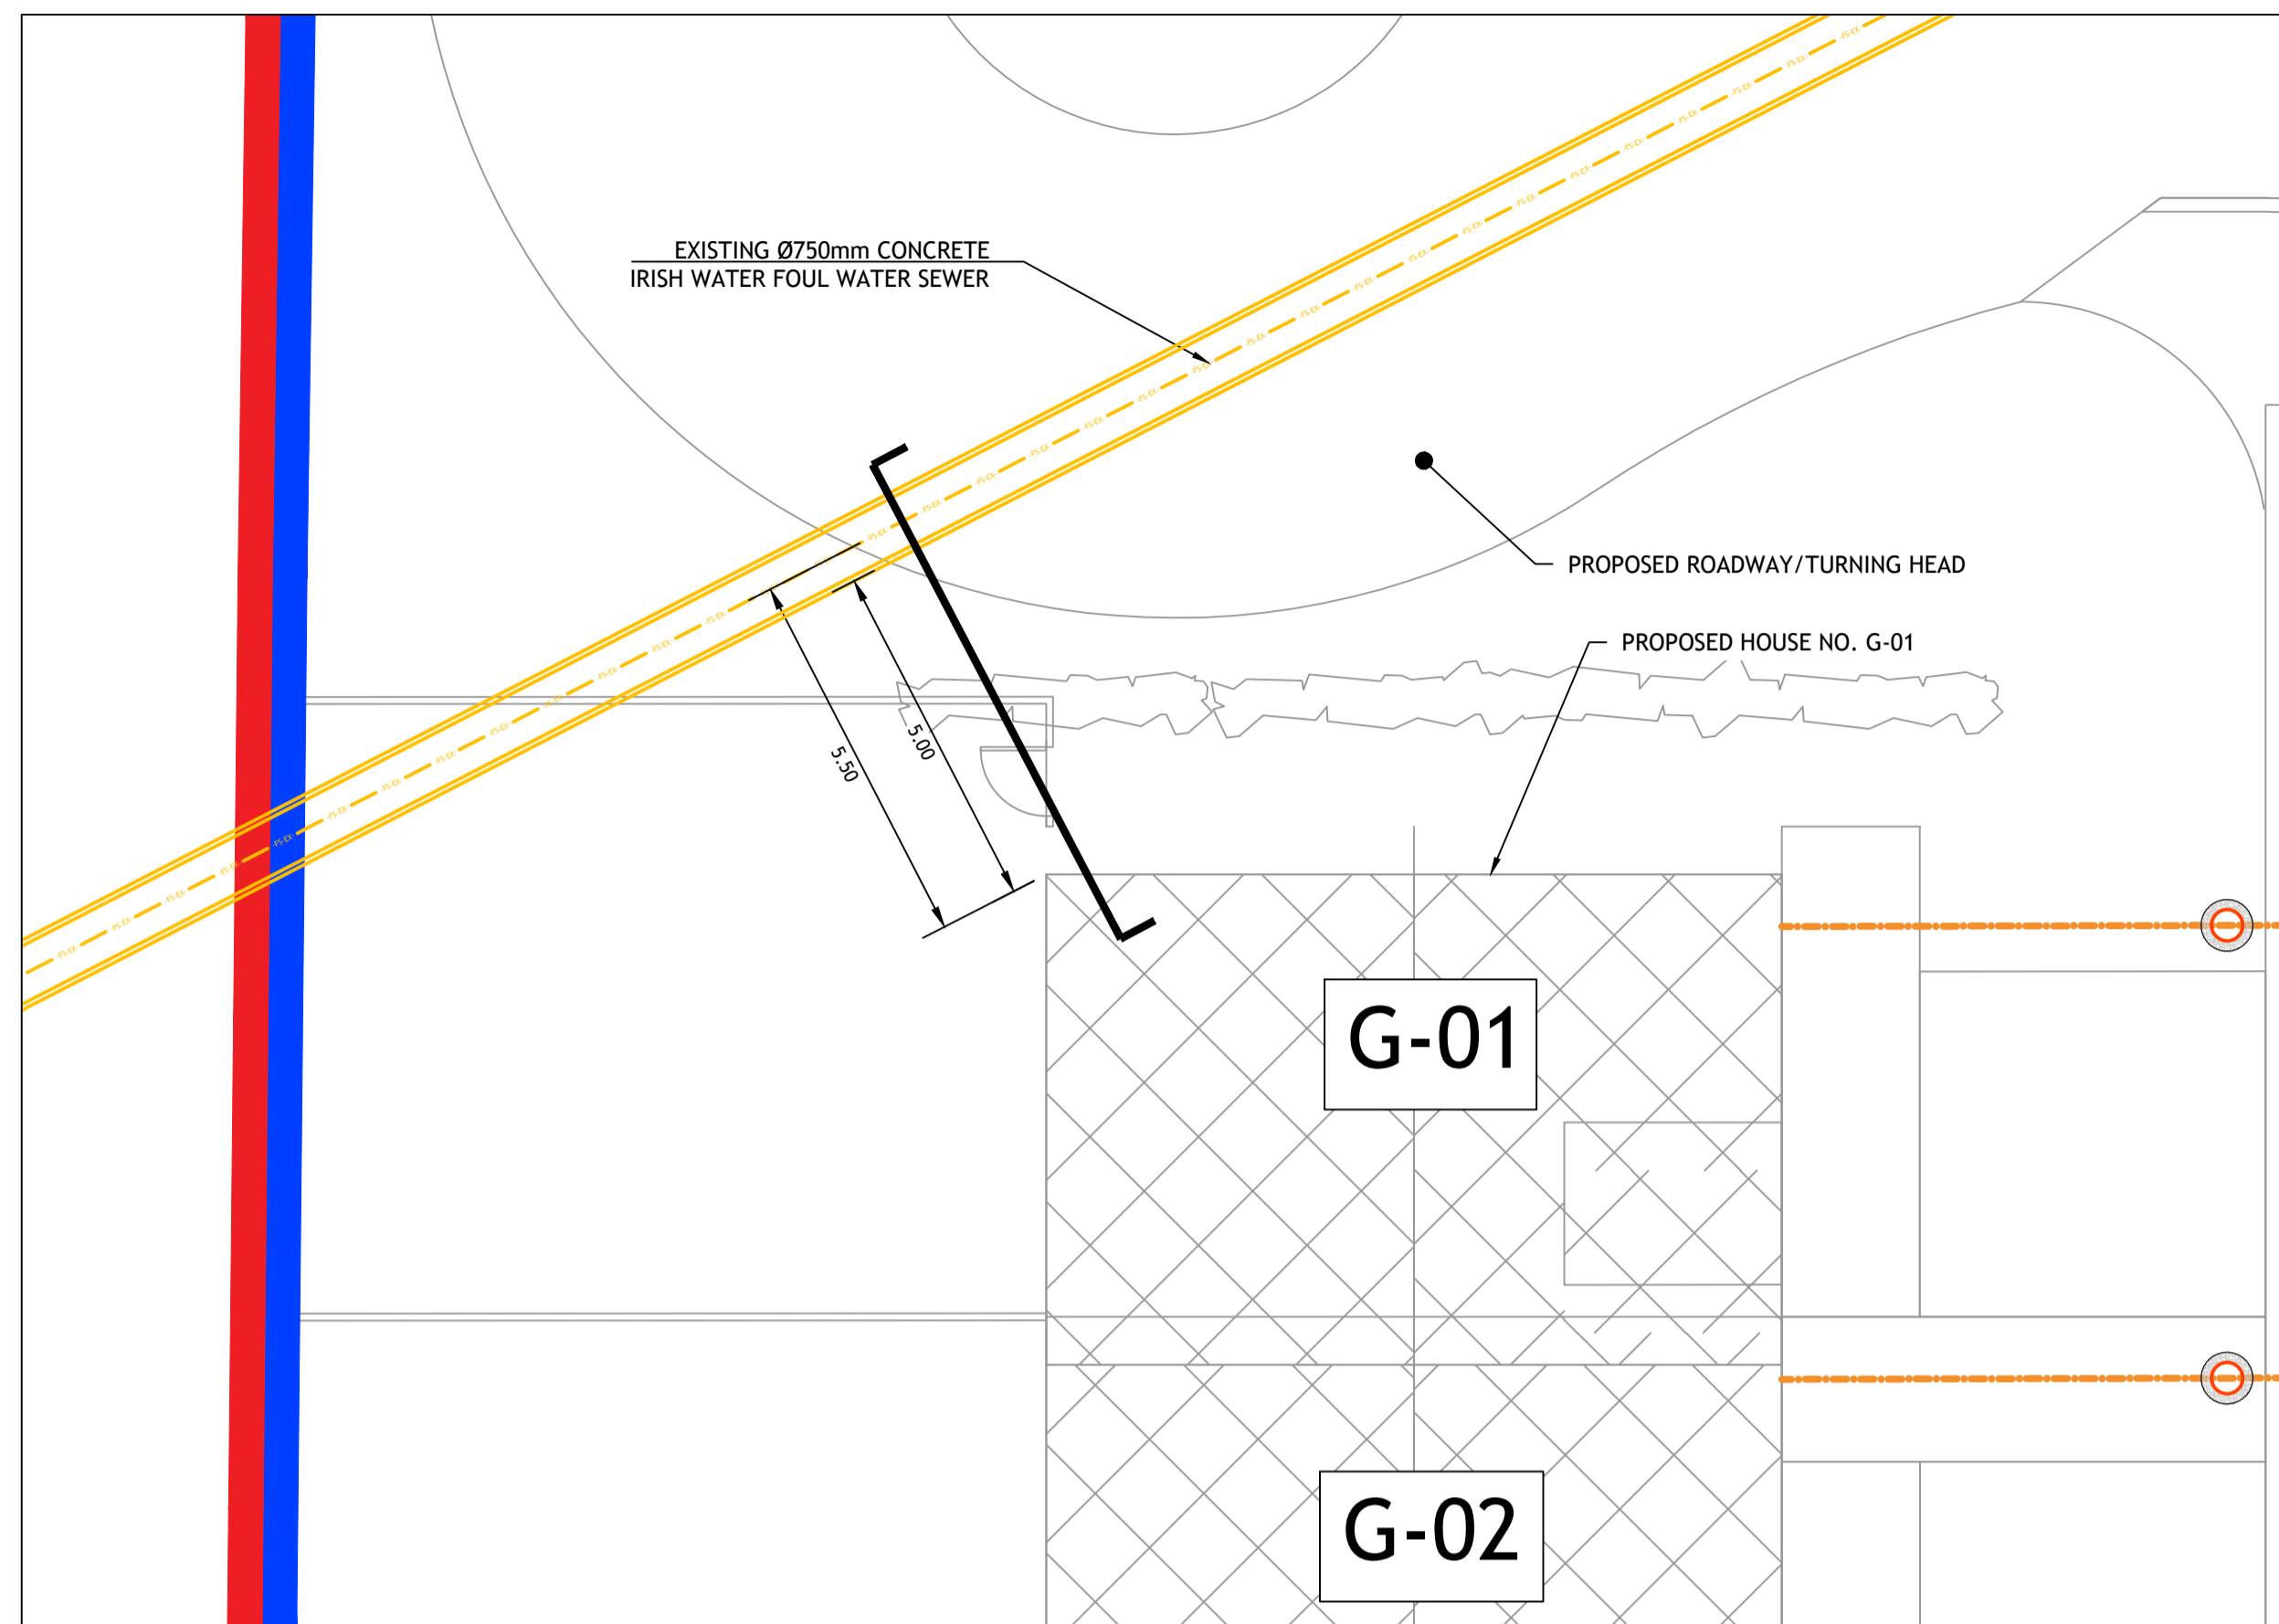 EXISTING Ø750mm CONCRETE
IRISH WATER FOUL WATER SEWER
PROPOSED ROADWAY/TURNING HEAD
PROPOSED HOUSE NO. G-01
5.00
5.50
G-01
G-02